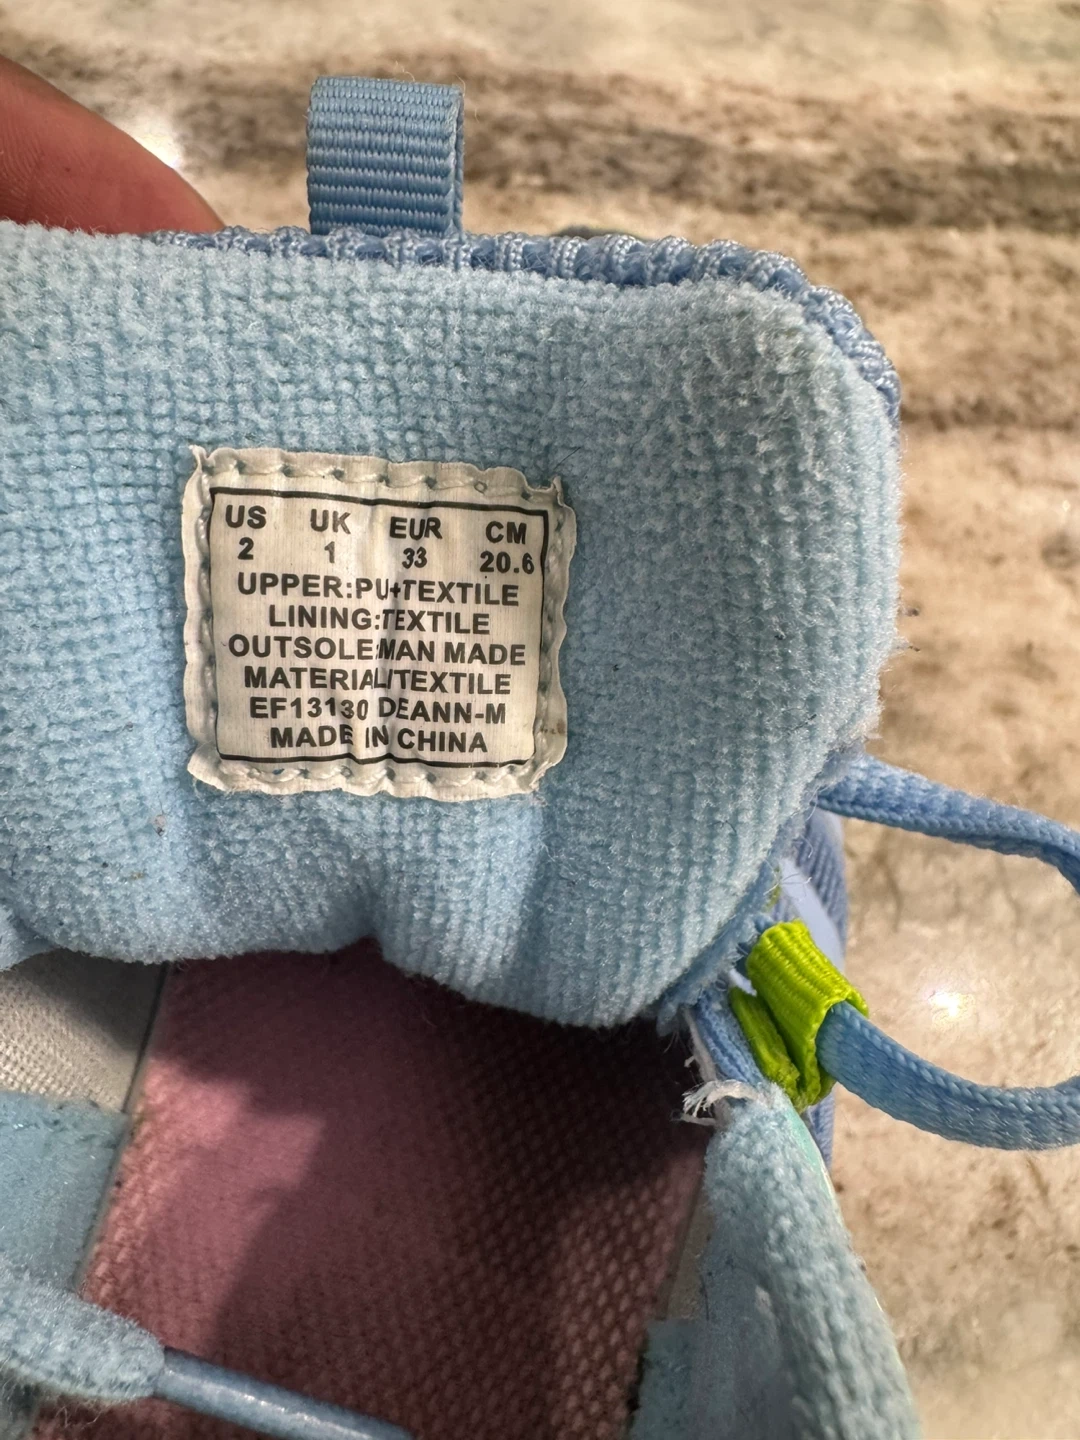 US UK EUR CM
2 1 33 20.6
UPPER:PU+TEXTILE
LINING:TEXTILE
OUTSOLE:MAN MADE
MATERIAL/TEXTILE
EF13130 DEANN-M
MADE IN CHINA